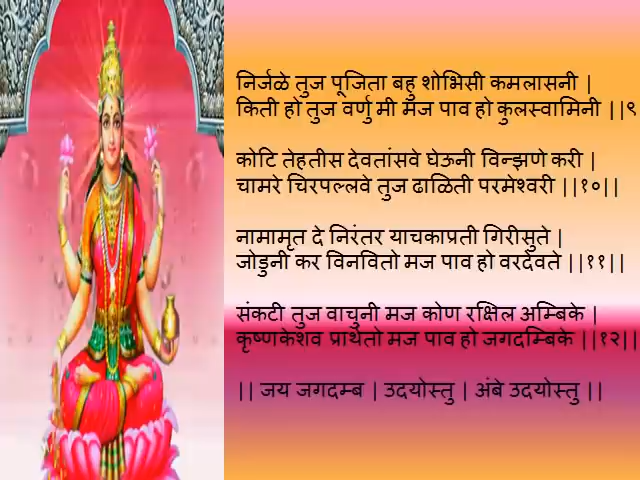 निर्जळे तुज पूजिता बहु शोभिसी कमलासनी |
किती हो तुज वर्णु मी मज पाव हो कुलस्वामिनी ||९
कोटि तेहतीस देवतांसवे घेऊनी विन्झणे करी |
चामरे चिरपल्लवे तुज ढाळिती परमेश्वरी ||१०||
नामामृत दे निरंतर याचकाप्रती गिरीसुते |
जोडुनी कर विनवितो मज पाव हो वरदेवते ||११||
संकटी तुज वाचुनी मज कोण रक्षिल अम्बिके |
कृष्णकेशव प्रार्थितो मज पाव हो जगदम्बिके ||१२||
|| जय जगदम्ब | उदयोस्तु | अंबे उदयोस्तु ||